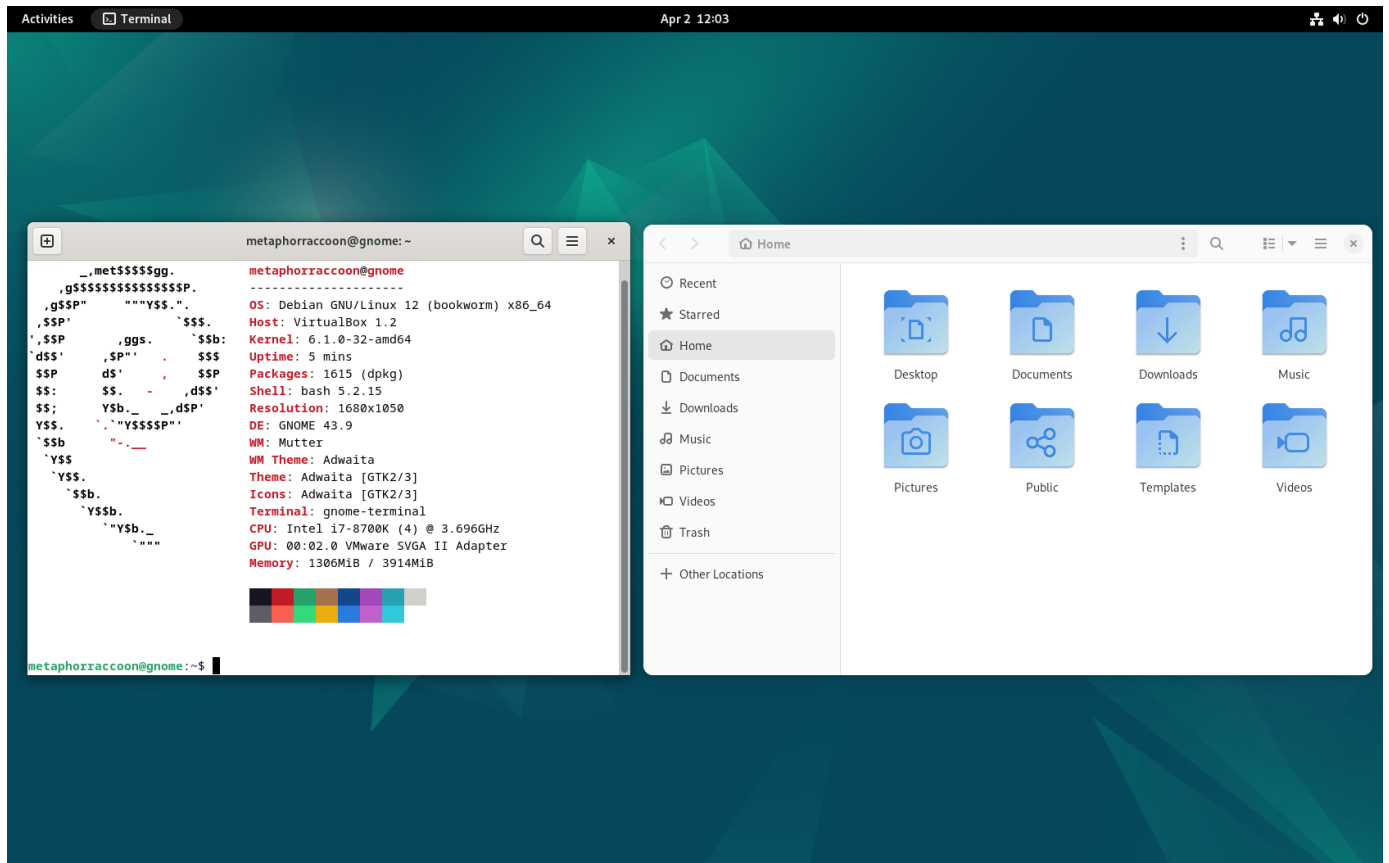 Activities
Terminal
Apr 2 12:03
metaphorraccoon@gnome: ~
       _,met$$$$$gg.
    ,g$$$$$$$$$$$$$$$P.
  ,g$$P"     """Y$$.".
 ,$$P'              `$$$.
',$$P       ,ggs.     `$$b:
`d$$'     ,$P"'   .    $$$
 $$P      d$'     ,    $$P
 $$:      $$.   -    ,d$$'
 $$;      Y$b._   _,d$P'
 Y$$.    `.`"Y$$$$P"'
 `$$b      "-.__
  `Y$$
   `Y$$.
     `$$b.
       `Y$$b.
          `"Y$b._
              `"""
metaphorraccoon@gnome
---------------------
OS: Debian GNU/Linux 12 (bookworm) x86_64
Host: VirtualBox 1.2
Kernel: 6.1.0-32-amd64
Uptime: 5 mins
Packages: 1615 (dpkg)
Shell: bash 5.2.15
Resolution: 1680x1050
DE: GNOME 43.9
WM: Mutter
WM Theme: Adwaita
Theme: Adwaita [GTK2/3]
Icons: Adwaita [GTK2/3]
Terminal: gnome-terminal
CPU: Intel i7-8700K (4) @ 3.696GHz
GPU: 00:02.0 VMware SVGA II Adapter
Memory: 1306MiB / 3914MiB
metaphorraccoon@gnome:~$
Home
Recent
Starred
Home
Documents
Downloads
Music
Pictures
Videos
Trash
Other Locations
Desktop
Documents
Downloads
Music
Pictures
Public
Templates
Videos